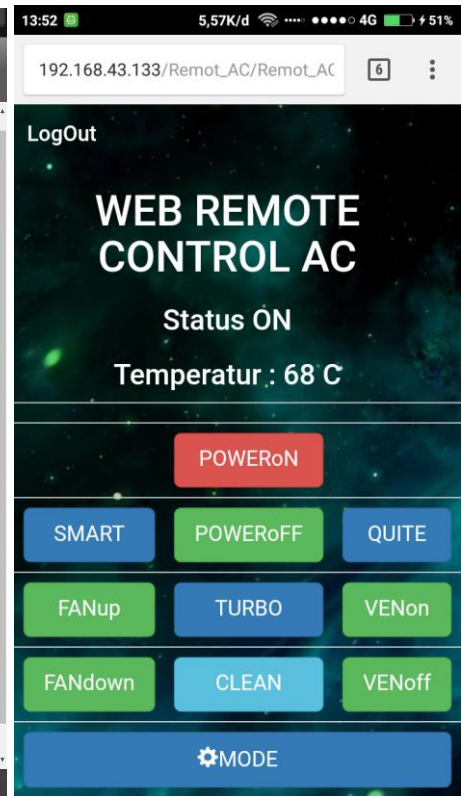 13:52 5,57K/d 4G 51%
192.168.43.133/Remot_AC/Remot_AC 6
LogOut
WEB REMOTE
CONTROL AC
Status ON
Temperatur : 68 C
POWERoN
SMART POWERoFF QUITE
FANup TURBO VENon
FANdown CLEAN VENoff
MODE